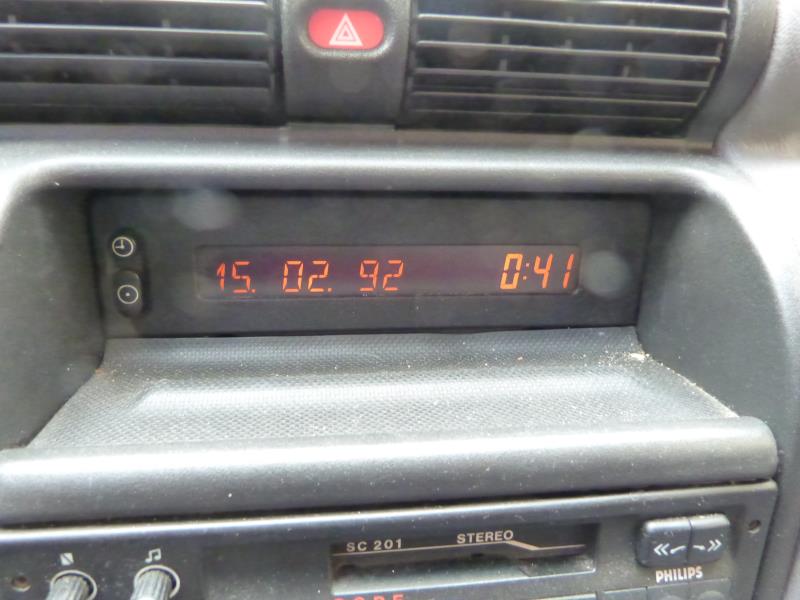 15. 02. 92 0:41
SC 201 STEREO
PHILIPS